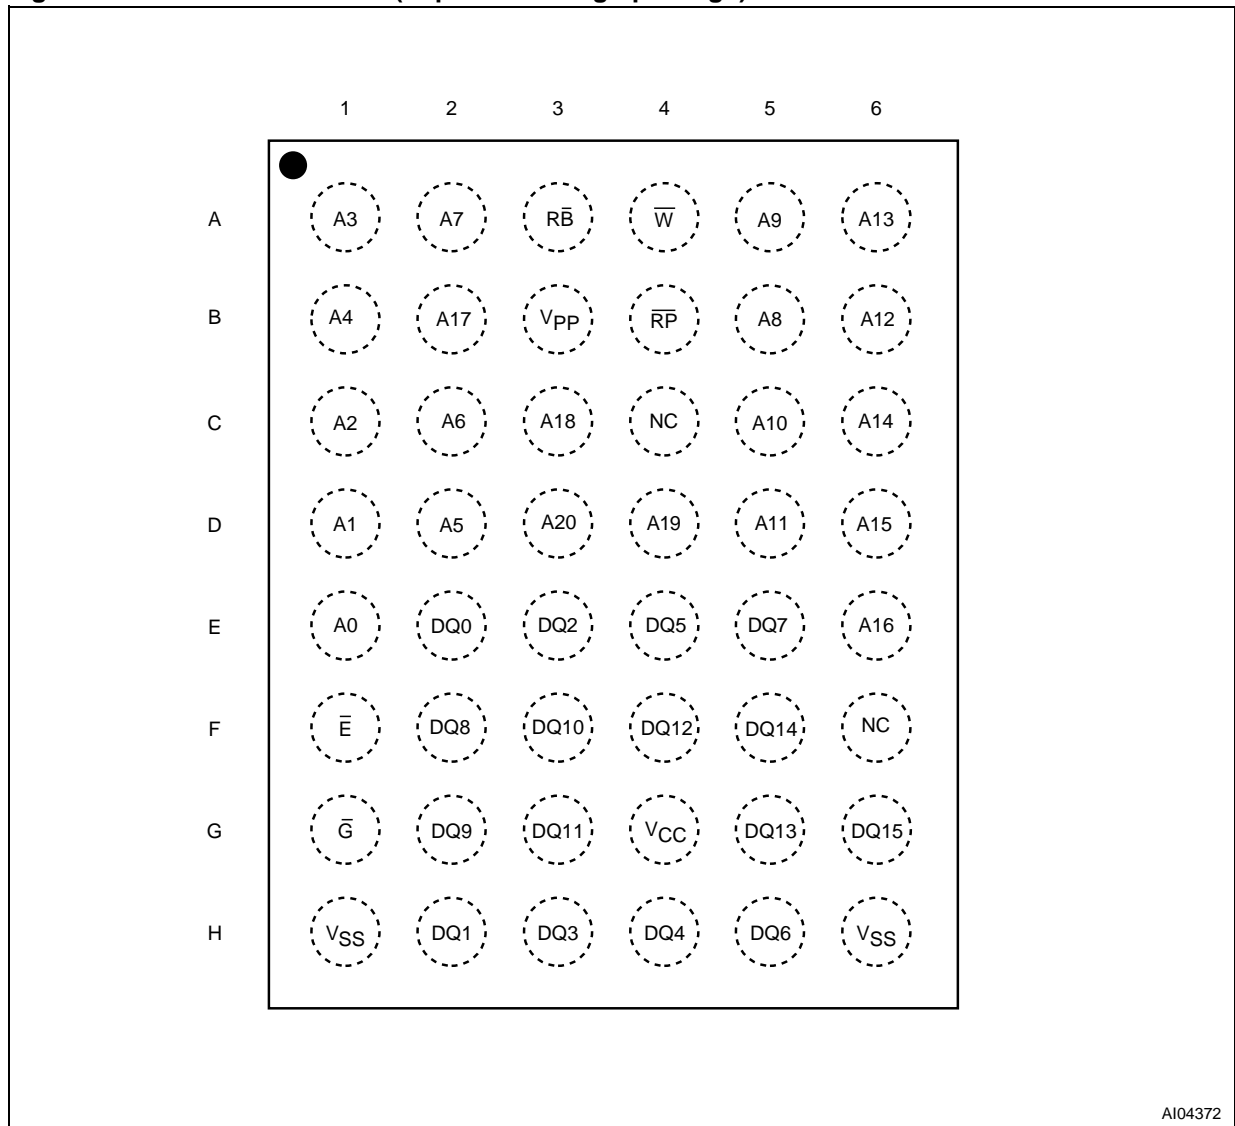 1 2 3 4 5 6
A A3 A7 RB̅ W̅ A9 A13
B A4 A17 VPP R̅P̅ A8 A12
C A2 A6 A18 NC A10 A14
D A1 A5 A20 A19 A11 A15
E A0 DQ0 DQ2 DQ5 DQ7 A16
F E̅ DQ8 DQ10 DQ12 DQ14 NC
G G̅ DQ9 DQ11 VCC DQ13 DQ15
H VSS DQ1 DQ3 DQ4 DQ6 VSS
AI04372